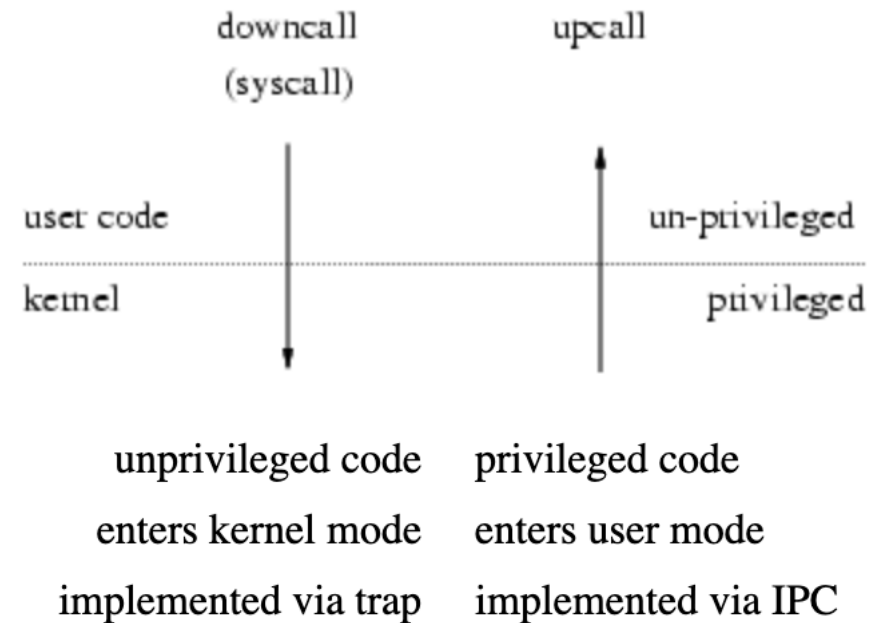 downcall upcall
(syscall)
user code un-privileged
kernel privileged
unprivileged code privileged code
enters kernel mode enters user mode
implemented via trap implemented via IPC